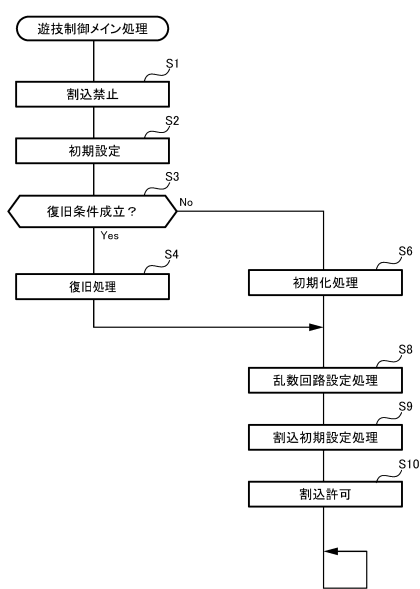 遊技制御メイン処理
S1
割込禁止
S2
初期設定
S3
復旧条件成立？
No
Yes
S4
復旧処理
S6
初期化処理
S8
乱数回路設定処理
S9
割込初期設定処理
S10
割込許可